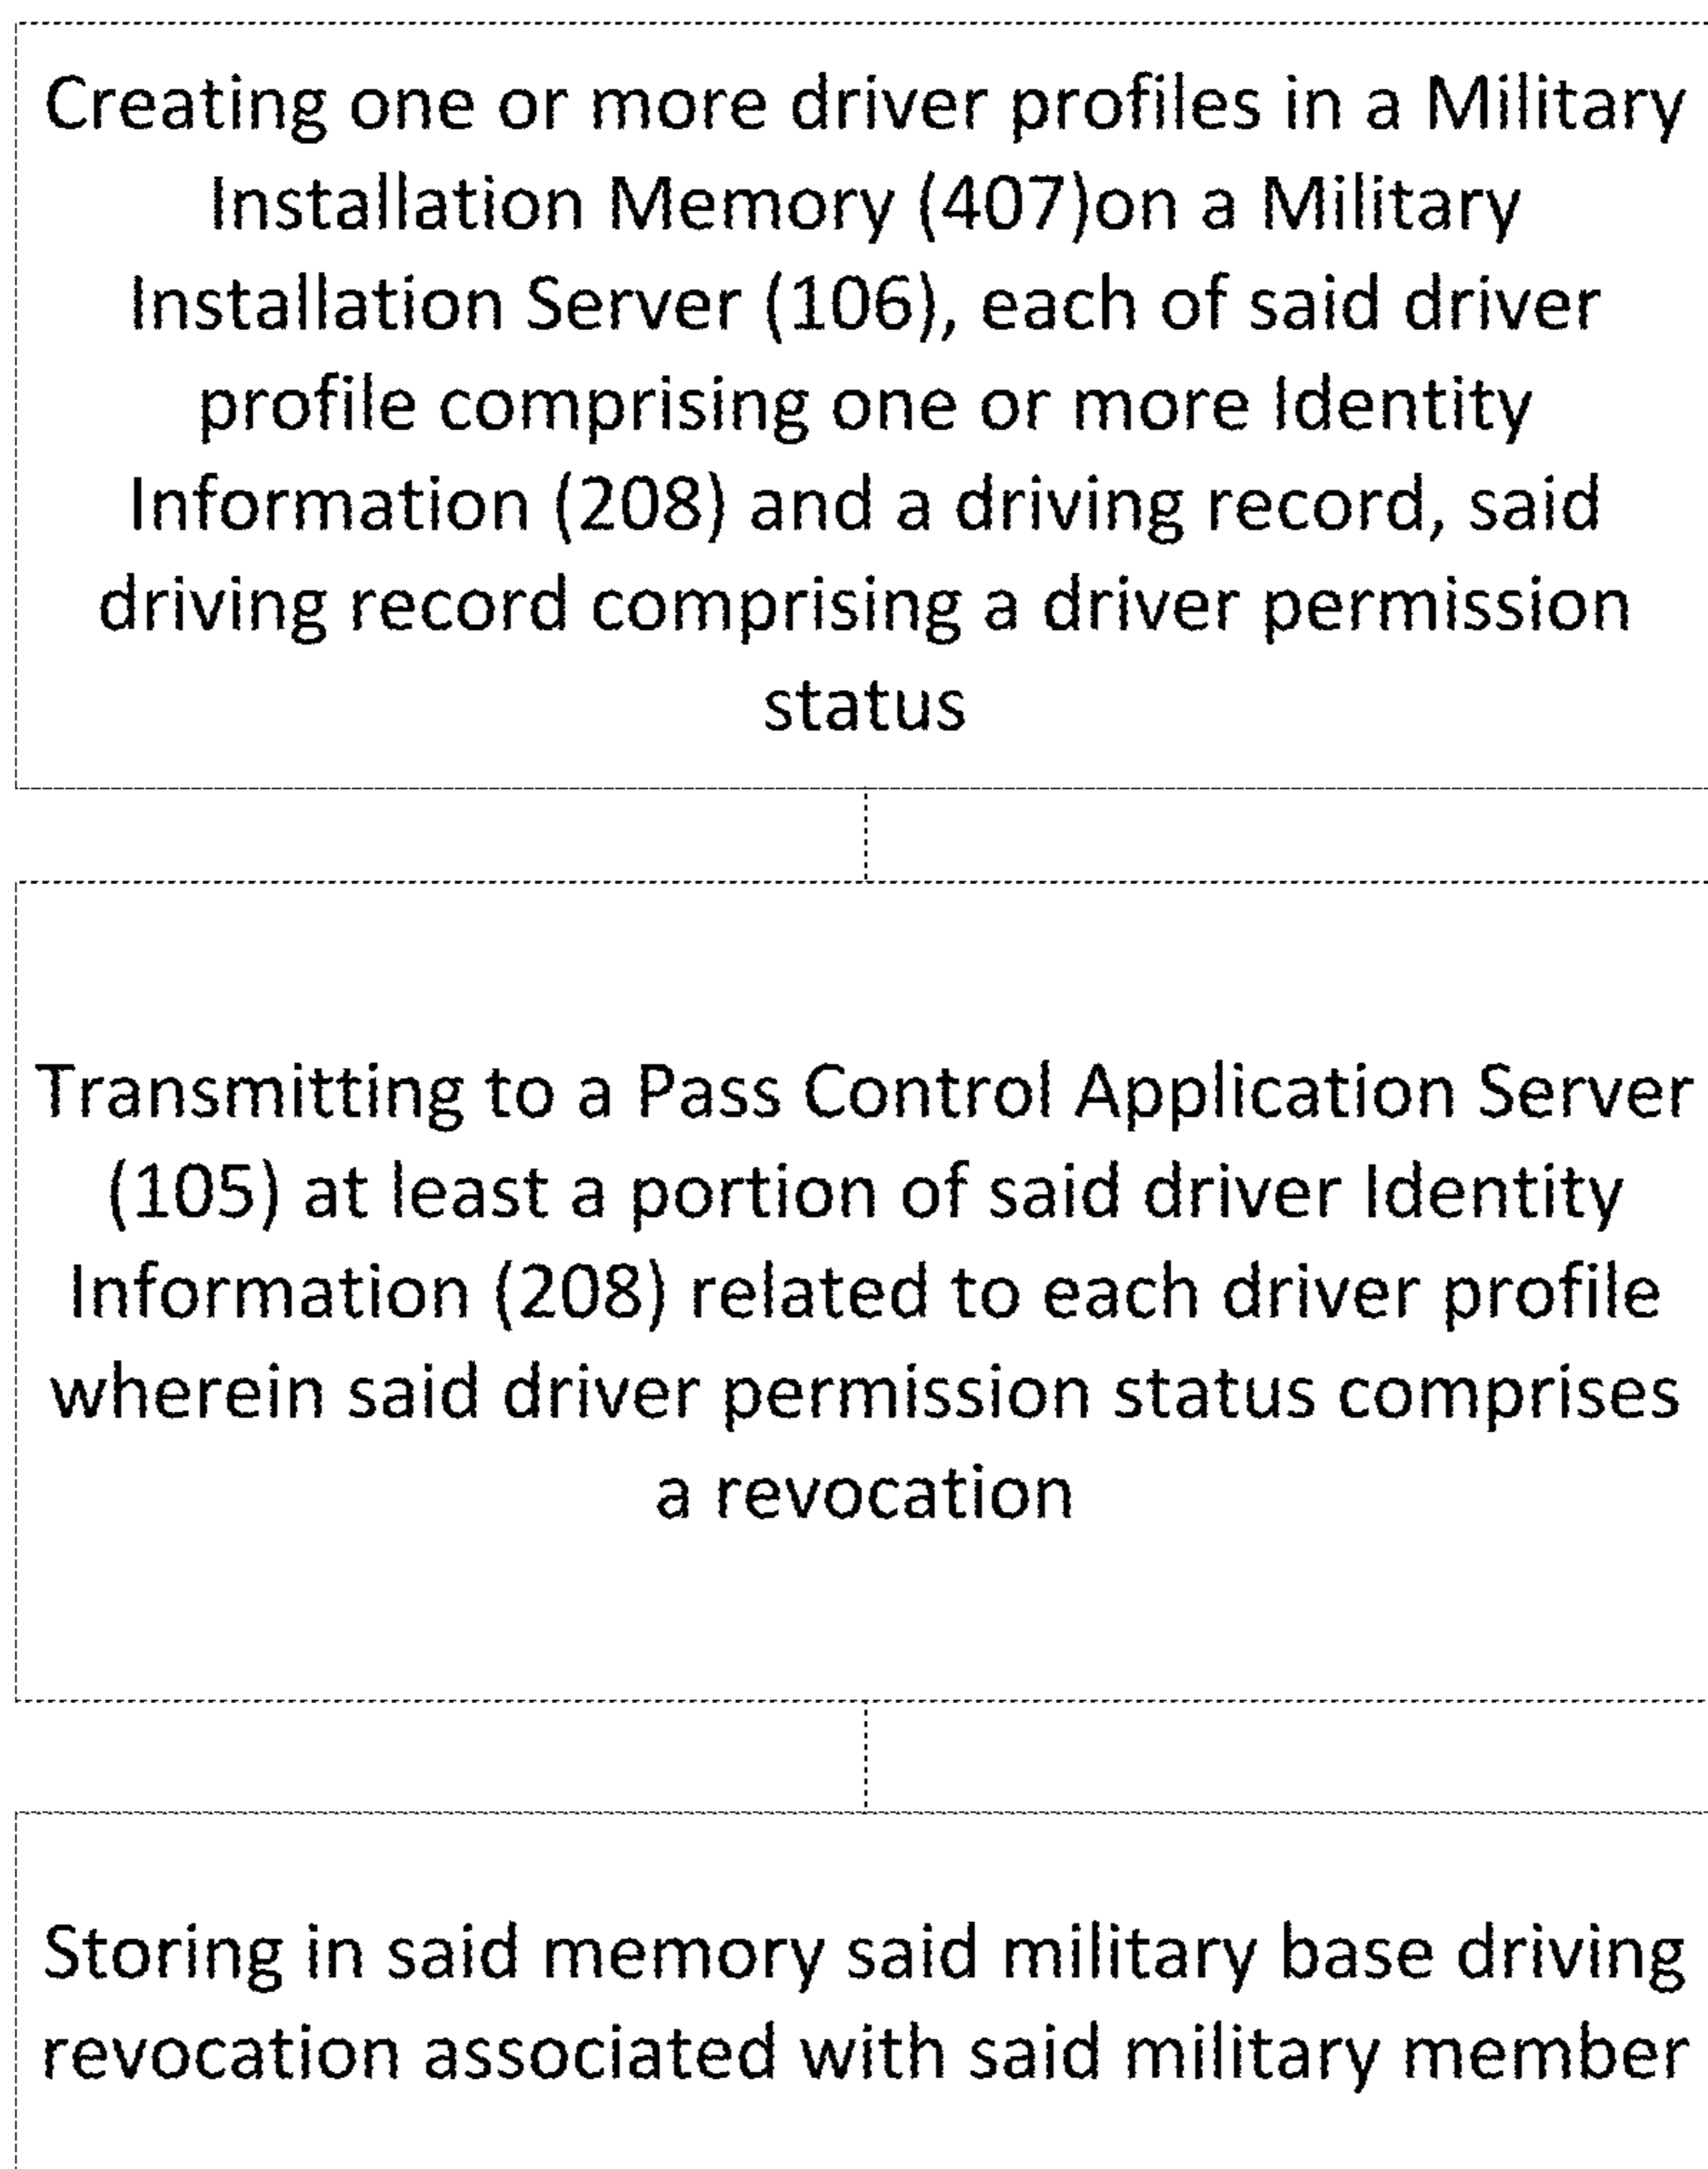 Creating one or more driver profiles in a Military
Installation Memory (407)on a Military
Installation Server (106), each of said driver
profile comprising one or more Identity
Information (208) and a driving record, said
driving record comprising a driver permission
status
Transmitting to a Pass Control Application Server
(105) at least a portion of said driver Identity
Information (208) related to each driver profile
wherein said driver permission status comprises
a revocation
Storing in said memory said military base driving
revocation associated with said military member